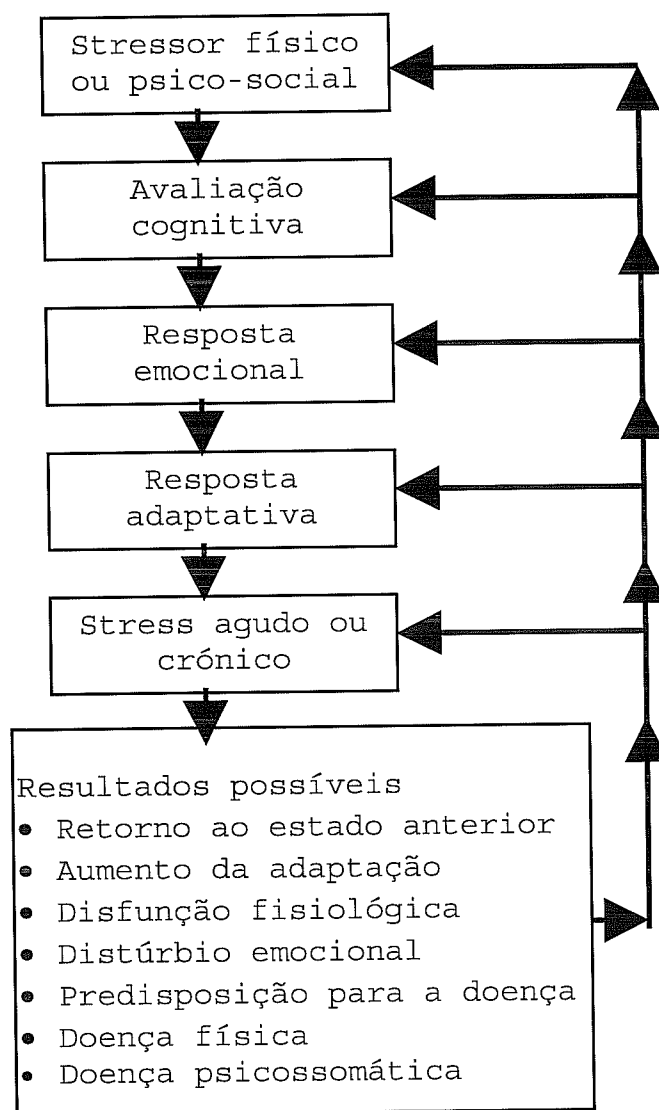 Stressor físico
ou psico-social
Avaliação
cognitiva
Resposta
emocional
Resposta
adaptativa
Stress agudo ou
crónico
Resultados possíveis
• Retorno ao estado anterior
• Aumento da adaptação
• Disfunção fisiológica
• Distúrbio emocional
• Predisposição para a doença
• Doença física
• Doença psicossomática